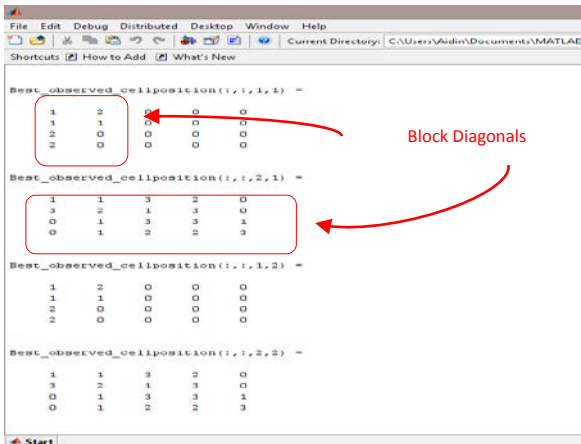 File Edit Debug Distributed Desktop Window Help
Current Directory: C:\Users\Aidin\Documents\MATLAB
Shortcuts How to Add What's New
Best_observed_cellposition(:,:,1,1) =
1 2 0 0 0
1 1 0 0 0
2 0 0 0 0
2 0 0 0 0
Block Diagonals
Best_observed_cellposition(:,:,2,1) =
1 1 3 2 0
3 2 1 3 0
0 1 3 3 1
0 1 2 2 3
Best_observed_cellposition(:,:,1,2) =
1 2 0 0 0
1 1 0 0 0
2 0 0 0 0
2 0 0 0 0
Best_observed_cellposition(:,:,2,2) =
1 1 3 2 0
3 2 1 3 0
0 1 3 3 1
0 1 2 2 3
Start